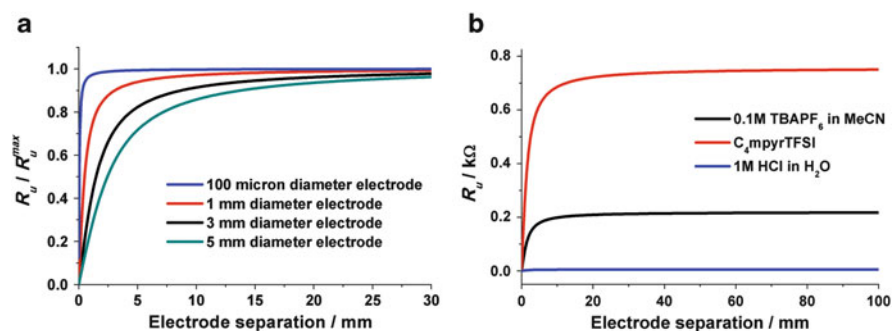 a
R_u / R_u^max
1.0
0.8
0.6
0.4
0.2
0.0
100 micron diameter electrode
1 mm diameter electrode
3 mm diameter electrode
5 mm diameter electrode
0 5 10 15 20 25 30
Electrode separation / mm
b
R_u / kΩ
0.8
0.6
0.4
0.2
0.0
0.1M TBAPF₆ in MeCN
C₄mpyrTFSI
1M HCl in H₂O
0 20 40 60 80 100
Electrode separation / mm